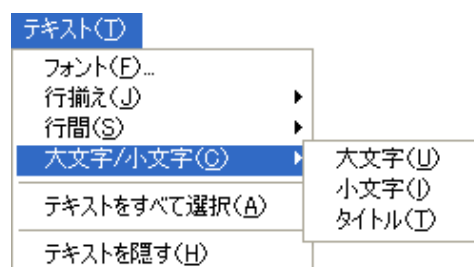 テキスト(T)
フォント(F)...
行揃え(J)
行間(S)
大文字/小文字(C)
大文字(U)
小文字(I)
タイトル(T)
テキストをすべて選択(A)
テキストを隠す(H)